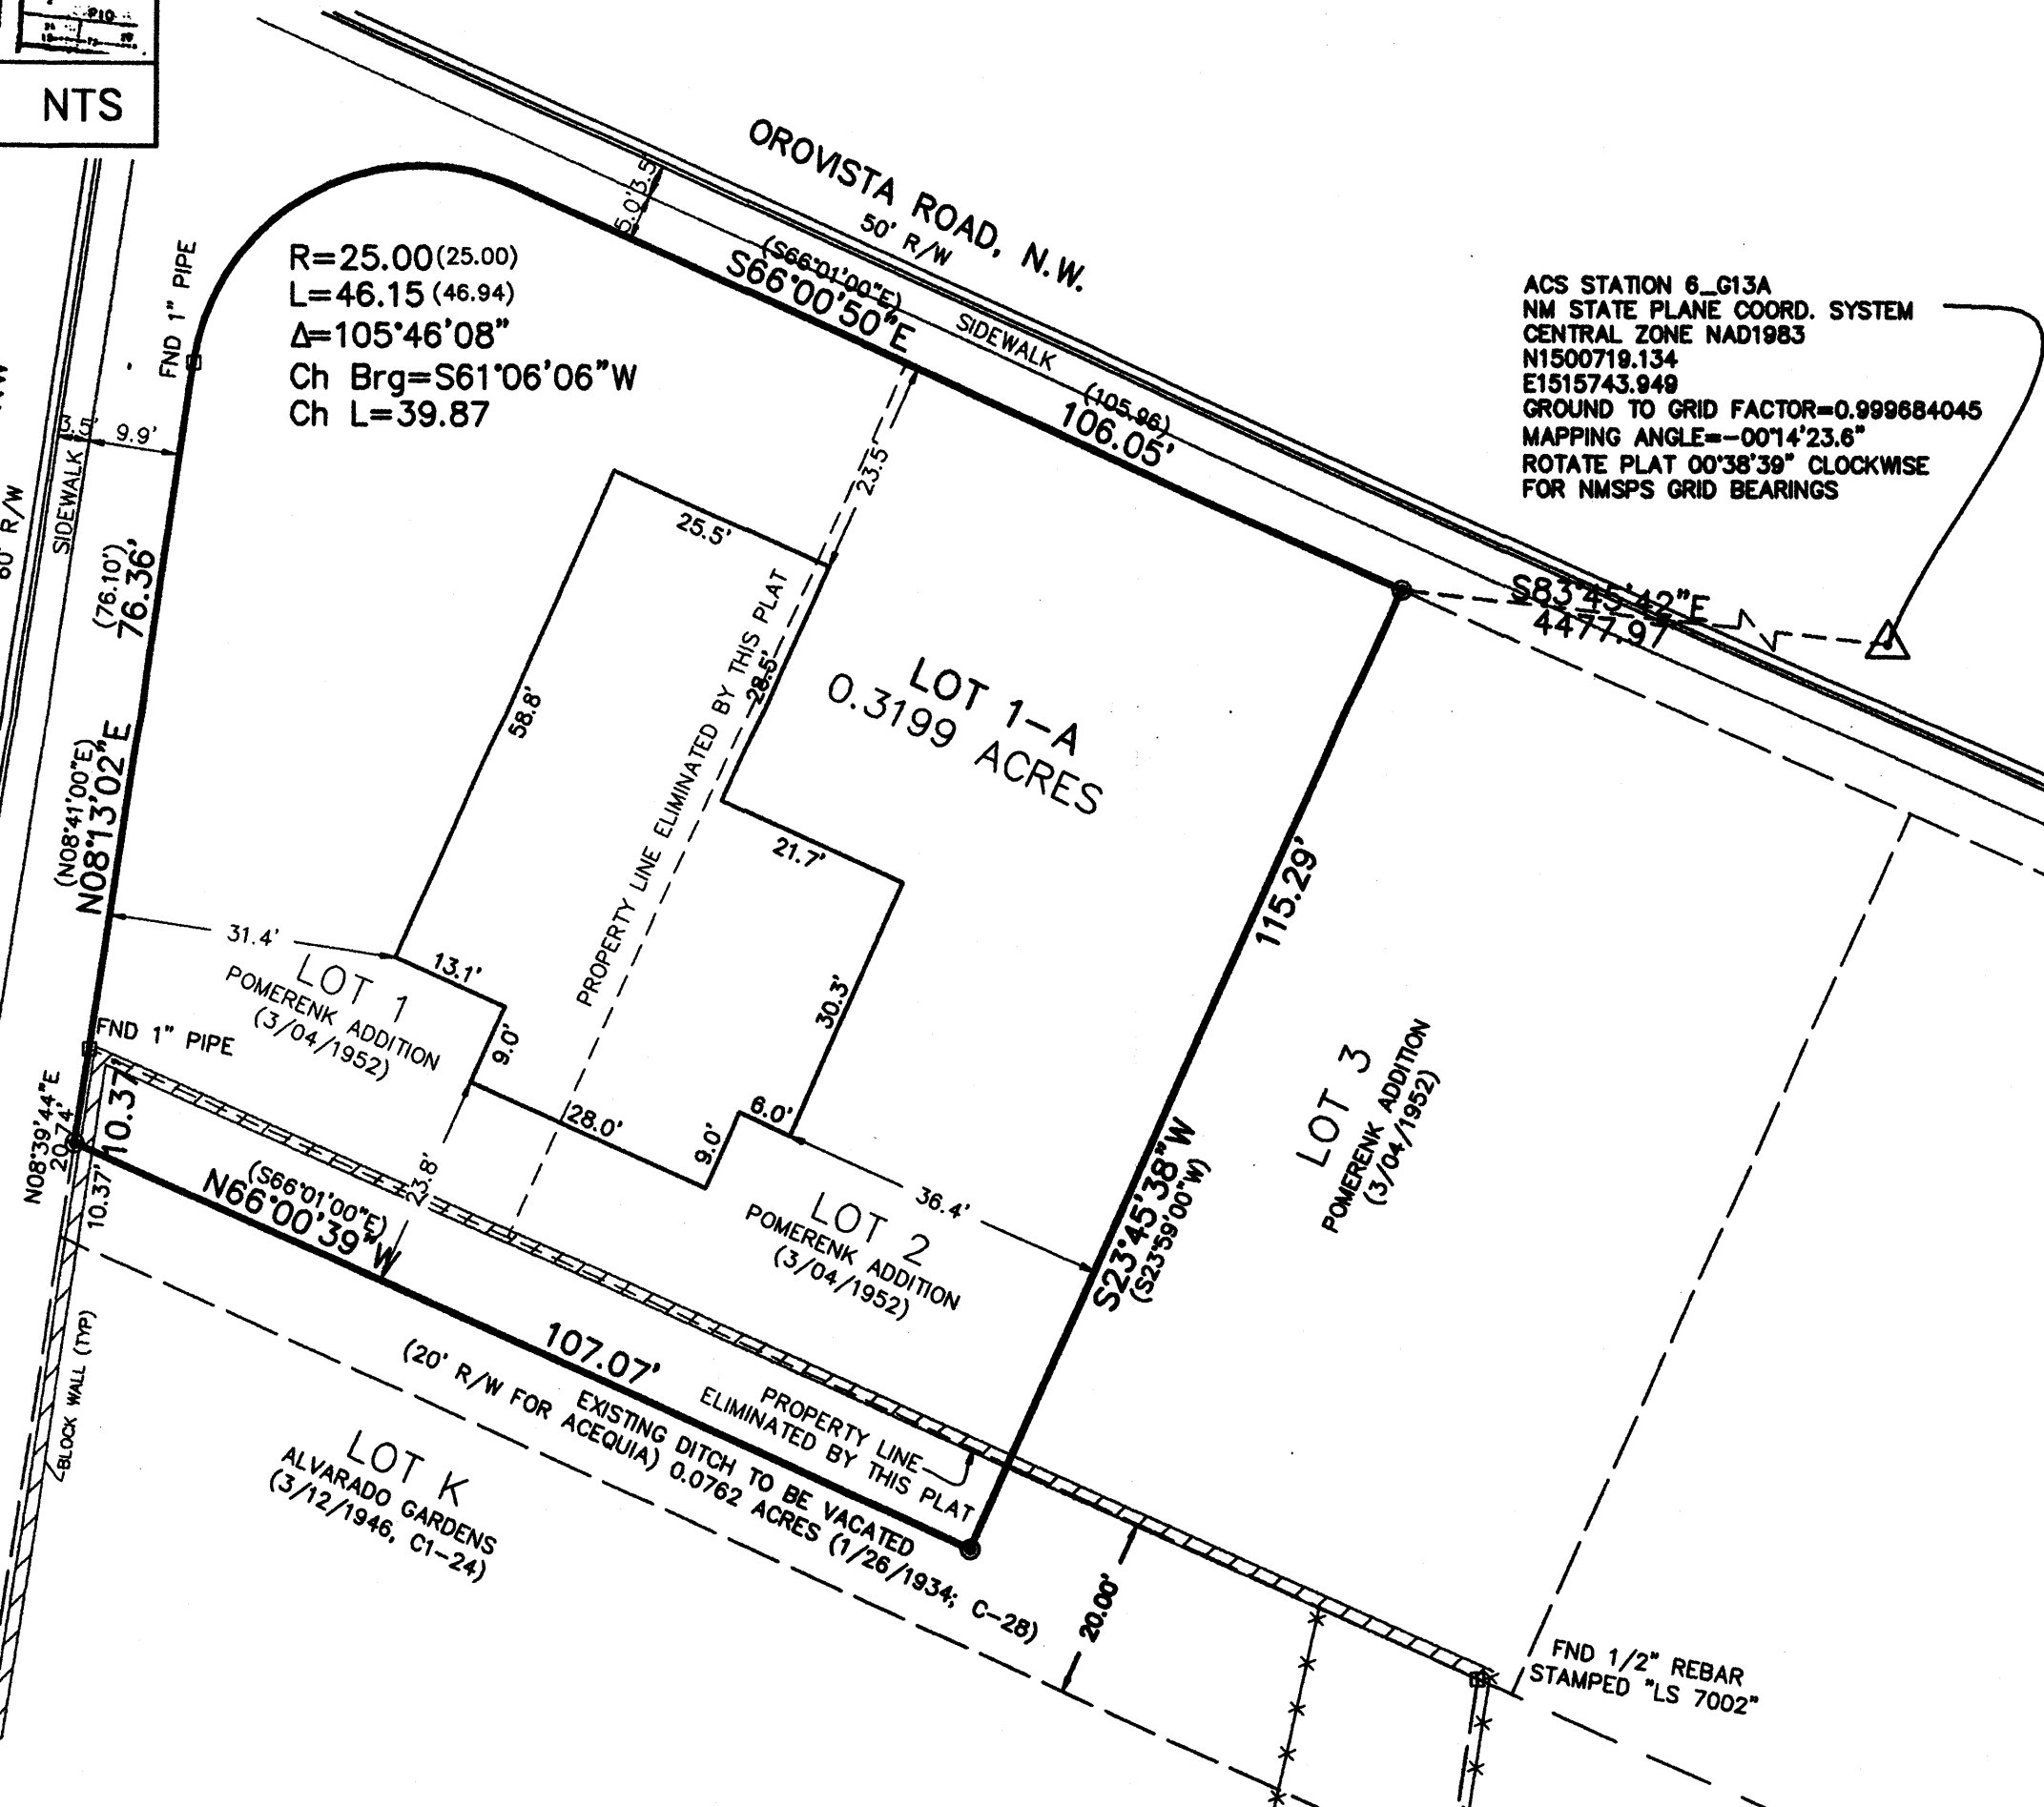 P10
NTS
OROVISTA ROAD, N.W.
50' R/W
3.5'
5.0'
(S66°01'00"E)
S66°00'50"E
SIDEWALK
(105.96)
106.05'
R=25.00(25.00)
L=46.15 (46.94)
Δ=105°46'08"
Ch Brg=S61°06'06"W
Ch L=39.87
FND 1" PIPE
3.5'
9.9'
SIDEWALK
60' R/W
(76.10')
76.36'
(N08°41'00"E)
N08°13'02"E
ACS STATION 6_G13A
NM STATE PLANE COORD. SYSTEM
CENTRAL ZONE NAD1983
N1500719.134
E1515743.949
GROUND TO GRID FACTOR=0.999684045
MAPPING ANGLE=-00°14'23.6"
ROTATE PLAT 00°38'39" CLOCKWISE
FOR NMSPS GRID BEARINGS
S83°45'42"E
4477.97
23.5'
25.5'
58.8'
28.5'
PROPERTY LINE ELIMINATED BY THIS PLAT
LOT 1-A
0.3199 ACRES
21.7'
30.3'
115.29'
31.4'
13.1'
9.0'
28.0'
9.0'
6.0'
36.4'
23.8'
LOT 1
POMERENK ADDITION
(3/04/1952)
FND 1" PIPE
N08°39'44"E
20.74'
10.37
10.37'
(S66°01'00"E)
N66°00'39"W
107.07'
LOT 2
POMERENK ADDITION
(3/04/1952)
S23°45'38"W
(S23°59'00"W)
LOT 3
POMERENK ADDITION
(3/04/1952)
PROPERTY LINE
ELIMINATED BY THIS PLAT
EXISTING DITCH TO BE VACATED
(20' R/W FOR ACEQUIA) 0.0762 ACRES (1/26/1934; C-28)
BLOCK WALL (TYP)
LOT K
ALVARADO GARDENS
(3/12/1946, C1-24)
20.00'
FND 1/2" REBAR
STAMPED "LS 7002"